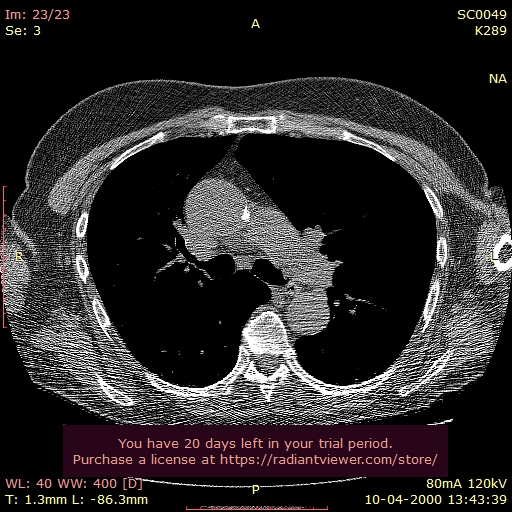 Im: 23/23
Se: 3
A
SC0049
K289
NA
R
L
You have 20 days left in your trial period.
Purchase a license at https://radiantviewer.com/store/
WL: 40 WW: 400 [D]
T: 1.3mm L: -86.3mm
P
80mA 120kV
10-04-2000 13:43:39